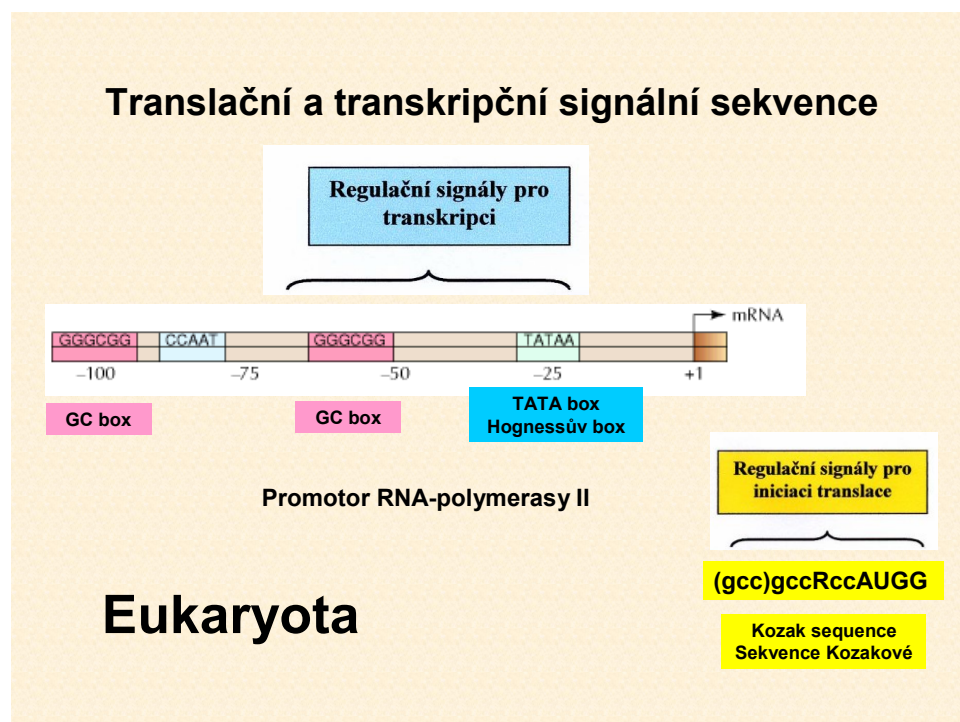 Translační a transkripční signální sekvence
Regulační signály pro
transkripci
mRNA
GGGCGG CCAAT GGGCGG TATAA
–100 –75 –50 –25 +1
GC box
GC box
TATA box
Hognessův box
Promotor RNA-polymerasy II
Regulační signály pro
iniciaci translace
(gcc)gccRccAUGG
Eukaryota
Kozak sequence
Sekvence Kozakové